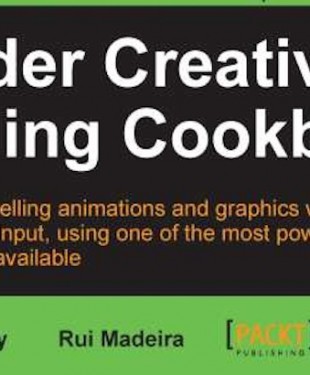 der Creativ
ing Cookb
elling animations and graphics v
input, using one of the most pow
available
y Rui Madeira [PACKT]
PUBLISHING